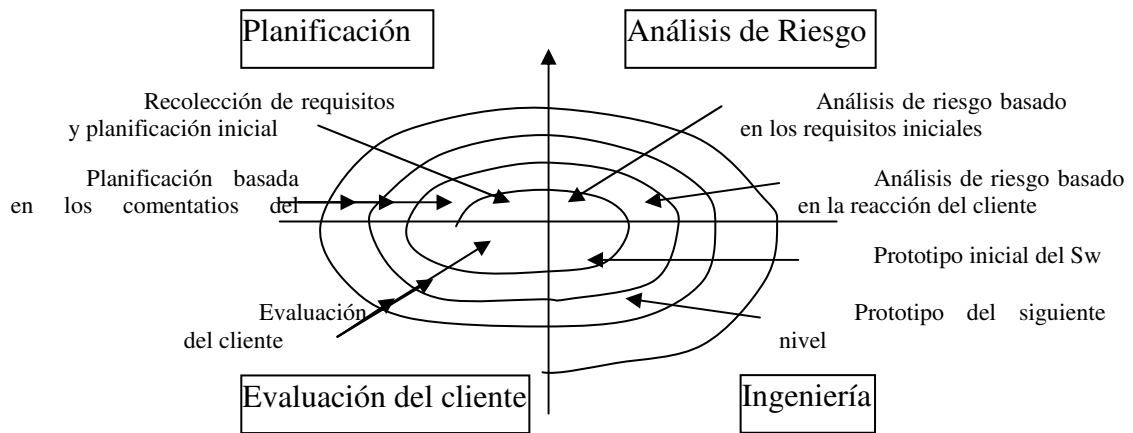 Planificación
Análisis de Riesgo
Recolección de requisitos
y planificación inicial
Análisis de riesgo basado
en los requisitos iniciales
Planificación basada
en los comentatios del
Análisis de riesgo basado
en la reacción del cliente
Prototipo inicial del Sw
Evaluación
del cliente
Prototipo del siguiente
nivel
Evaluación del cliente
Ingeniería